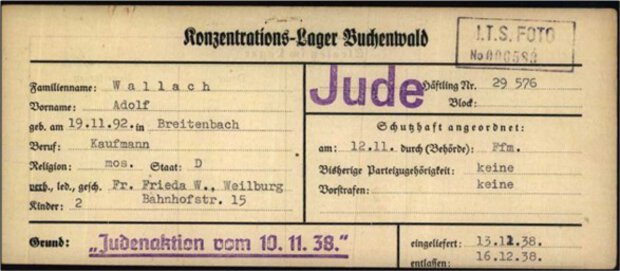 Konzentrations-Lager Buchenwald
I.T.S. FOTO
No 000583
Familienname: Wallach
Vorname: Adolf
geb. am 19.11.92. in Breitenbach
Beruf: Kaufmann
Religion: mos. Staat: D
verh., led., gesch. Fr. Frieda W., Weilburg
Kinder: 2 Bahnhofstr. 15
Jude
Häftling Nr. 29 576
Block:
Schutzhaft angeordnet:
am: 12.11. durch (Behörde): Ffm.
Bisherige Parteizugehörigkeit: keine
Vorstrafen: keine
Grund: „Judenaktion vom 10.11.38."
eingeliefert 13.12.38.
entlassen 16.12.38.